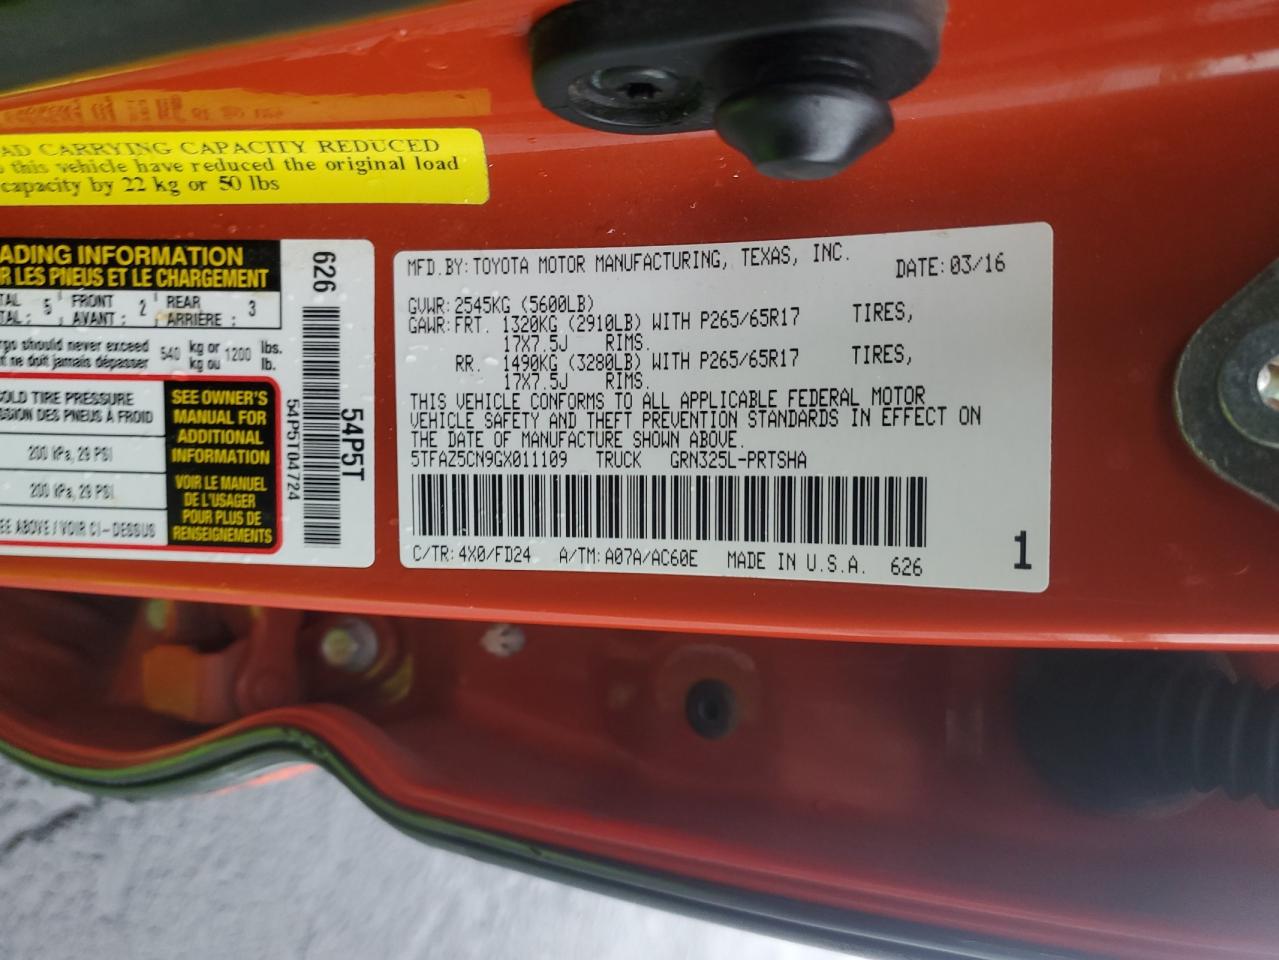 AD CARRYING CAPACITY REDUCED
this vehicle have reduced the original load
capacity by 22 kg or 50 lbs
ADING INFORMATION
R LES PNEUS ET LE CHARGEMENT
TAL : 5 FRONT : 2 REAR : 3
TAL : AVANT : ARRIÈRE :
should never exceed 540 kg or 1200 lbs.
ne doit jamais dépasser kg ou lb.
OLD TIRE PRESSURE
SSION DES PNEUS À FROID
200 kPa, 29 PSI
200 kPa, 29 PSI
EE ABOVE / VOIR CI-DESSUS
SEE OWNER'S
MANUAL FOR
ADDITIONAL
INFORMATION
VOIR LE MANUEL
DE L'USAGER
POUR PLUS DE
RENSEIGNEMENTS
626
54P5T
54P5T04724
MFD.BY: TOYOTA MOTOR MANUFACTURING, TEXAS, INC. DATE: 03/16
GVWR: 2545KG (5600LB)
GAWR: FRT. 1320KG (2910LB) WITH P265/65R17 TIRES,
17X7.5J RIMS.
RR. 1490KG (3280LB) WITH P265/65R17 TIRES,
17X7.5J RIMS.
THIS VEHICLE CONFORMS TO ALL APPLICABLE FEDERAL MOTOR
VEHICLE SAFETY AND THEFT PREVENTION STANDARDS IN EFFECT ON
THE DATE OF MANUFACTURE SHOWN ABOVE.
5TFAZ5CN9GX011109 TRUCK GRN325L-PRTSHA
C/TR: 4X0/FD24 A/TM: A07A/AC60E MADE IN U.S.A. 626
1